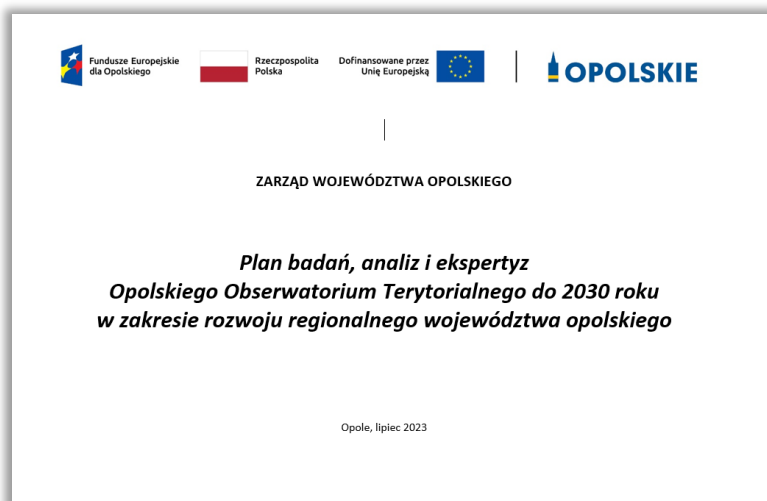 Fundusze Europejskie
dla Opolskiego
Rzeczpospolita
Polska
Dofinansowane przez
Unię Europejską
OPOLSKIE
ZARZĄD WOJEWÓDZTWA OPOLSKIEGO
Plan badań, analiz i ekspertyz
Opolskiego Obserwatorium Terytorialnego do 2030 roku
w zakresie rozwoju regionalnego województwa opolskiego
Opole, lipiec 2023